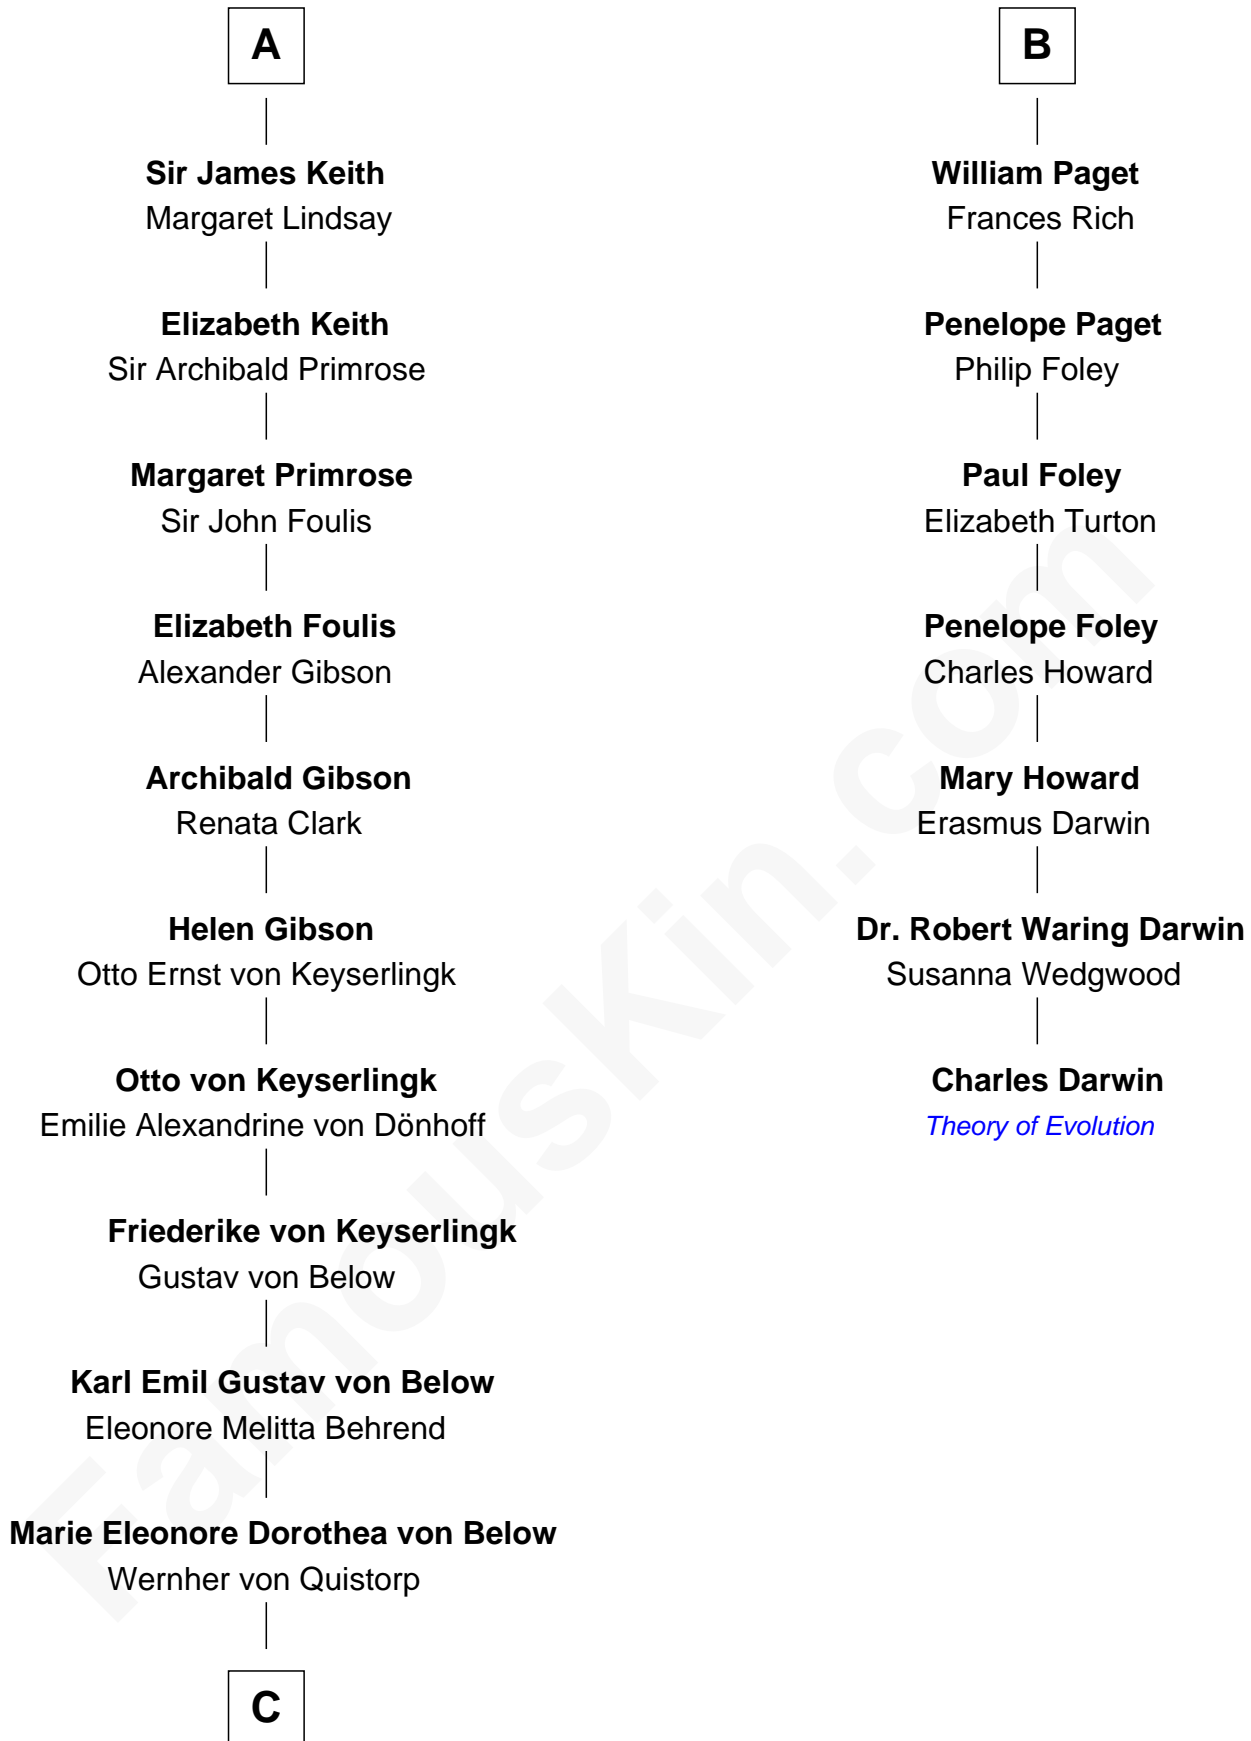 A
Sir James Keith
Margaret Lindsay
Elizabeth Keith
Sir Archibald Primrose
Margaret Primrose
Sir John Foulis
Elizabeth Foulis
Alexander Gibson
Archibald Gibson
Renata Clark
Helen Gibson
Otto Ernst von Keyserlingk
Otto von Keyserlingk
Emilie Alexandrine von Dönhoff
Friederike von Keyserlingk
Gustav von Below
Karl Emil Gustav von Below
Eleonore Melitta Behrend
Marie Eleonore Dorothea von Below
Wernher von Quistorp
C
B
William Paget
Frances Rich
Penelope Paget
Philip Foley
Paul Foley
Elizabeth Turton
Penelope Foley
Charles Howard
Mary Howard
Erasmus Darwin
Dr. Robert Waring Darwin
Susanna Wedgwood
Charles Darwin
Theory of Evolution
FamousKin.com